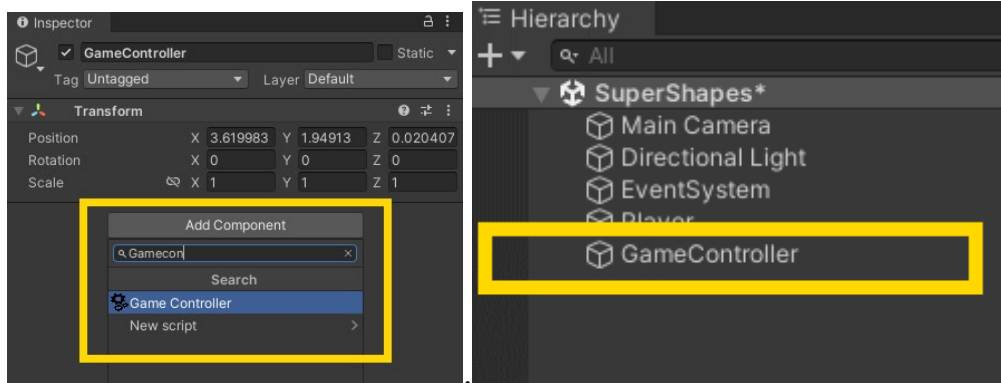 Inspector
GameController Static
Tag Untagged Layer Default
Transform
Position X 3.619983 Y 1.94913 Z 0.020407
Rotation X 0 Y 0 Z 0
Scale X 1 Y 1 Z 1
Add Component
Gamecon
Search
Game Controller
New script
Hierarchy
All
SuperShapes*
Main Camera
Directional Light
EventSystem
Player
GameController